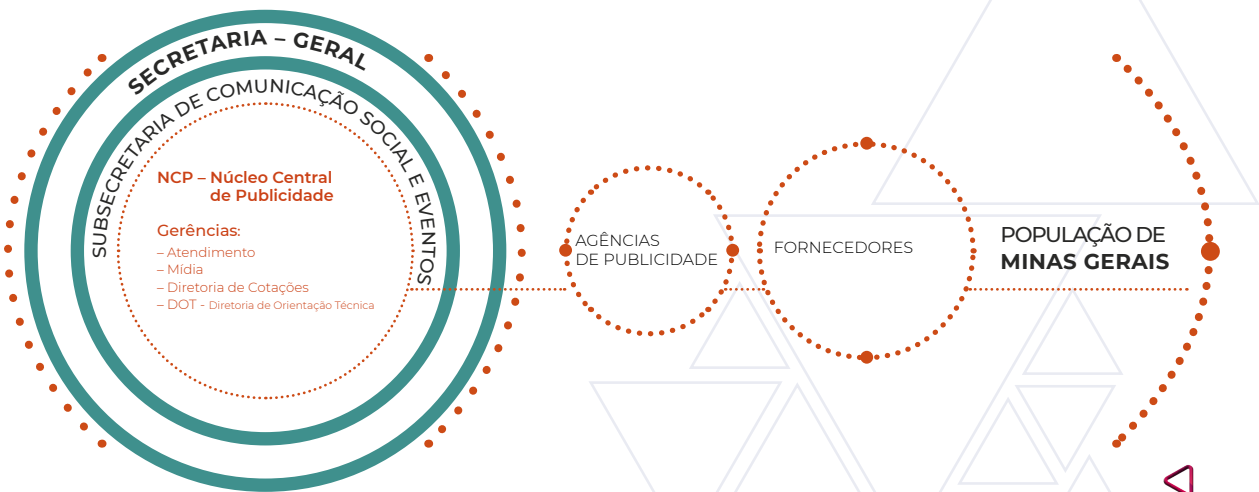 SECRETARIA – GERAL
SUBSECRETARIA DE COMUNICAÇÃO SOCIAL E EVENTOS
NCP – Núcleo Central
de Publicidade
Gerências:
– Atendimento
– Mídia
– Diretoria de Cotações
– DOT - Diretoria de Orientação Técnica
AGÊNCIAS
DE PUBLICIDADE
FORNECEDORES
POPULAÇÃO DE
MINAS GERAIS